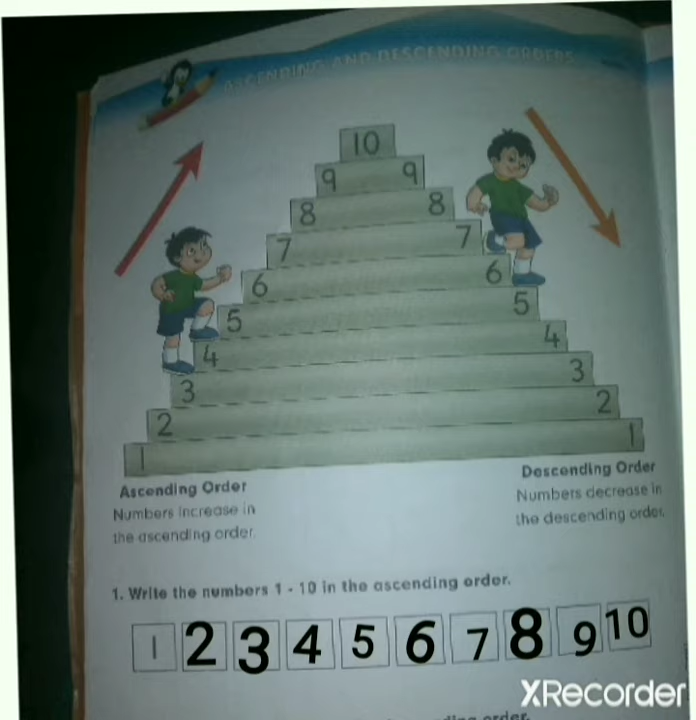 ASCENDING AND DESCENDING ORDERS
10
9 9
8 8
7 7
6 6
5 5
4 4
3 3
2 2
1 1
Ascending Order
Numbers increase in
the ascending order.
Descending Order
Numbers decrease in
the descending order.
1. Write the numbers 1 - 10 in the ascending order.
1 2 3 4 5 6 7 8 9 10
XRecorder
order.